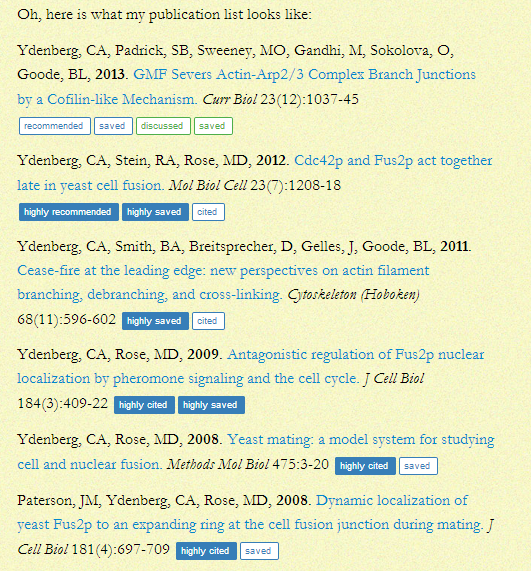 Oh, here is what my publication list looks like:
Ydenberg, CA, Padrick, SB, Sweeney, MO, Gandhi, M, Sokolova, O,
Goode, BL, 2013. GMF Severs Actin-Arp2/3 Complex Branch Junctions
by a Cofilin-like Mechanism. Curr Biol 23(12):1037-45
recommended saved discussed saved
Ydenberg, CA, Stein, RA, Rose, MD, 2012. Cdc42p and Fus2p act together
late in yeast cell fusion. Mol Biol Cell 23(7):1208-18
highly recommended highly saved cited
Ydenberg, CA, Smith, BA, Breitsprecher, D, Gelles, J, Goode, BL, 2011.
Cease-fire at the leading edge: new perspectives on actin filament
branching, debranching, and cross-linking. Cytoskeleton (Hoboken)
68(11):596-602 highly saved cited
Ydenberg, CA, Rose, MD, 2009. Antagonistic regulation of Fus2p nuclear
localization by pheromone signaling and the cell cycle. J Cell Biol
184(3):409-22 highly cited highly saved
Ydenberg, CA, Rose, MD, 2008. Yeast mating: a model system for studying
cell and nuclear fusion. Methods Mol Biol 475:3-20 highly cited saved
Paterson, JM, Ydenberg, CA, Rose, MD, 2008. Dynamic localization of
yeast Fus2p to an expanding ring at the cell fusion junction during mating. J
Cell Biol 181(4):697-709 highly cited saved